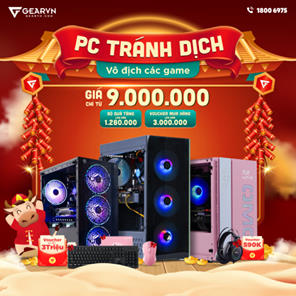 GEARVN
GEARVN.COM
1800 6975
PC TRÁNH DỊCH
Vô địch các game
GIÁ
CHỈ TỪ
9.000.000
BỘ QUÀ TẶNG
1.280.000
VOUCHER MUA HÀNG
3.000.000
Voucher
3Triệu
Voucher
590K